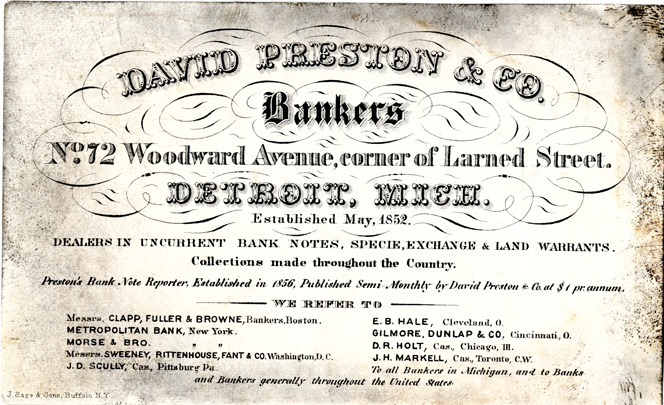 DAVID PRESTON & CO.
Bankers
No. 72 Woodward Avenue, corner of Larned Street.
DETROIT, MICH.
Established May, 1852.
DEALERS IN UNCURRENT BANK NOTES, SPECIE, EXCHANGE & LAND WARRANTS.
Collections made throughout the Country.
Preston's Bank Note Reporter, Established in 1856, Published Semi-Monthly by David Preston & Co. at $1 pr. annum.
WE REFER TO
Messrs. CLAPP, FULLER & BROWNE, Bankers, Boston.
METROPOLITAN BANK, New York.
MORSE & BRO. " "
Messrs. SWEENEY, RITTENHOUSE, FANT & CO. Washington, D.C.
J. D. SCULLY, Cas., Pittsburg Pa.
E. B. HALE, Cleveland, O.
GILMORE, DUNLAP & CO, Cincinnati, O.
D. R. HOLT, Cas., Chicago, Ill.
J. H. MARKELL, Cas., Toronto, C.W.
To all Bankers in Michigan, and to Banks
and Bankers generally throughout the United States.
J. Sage & Sons, Buffalo N.Y.